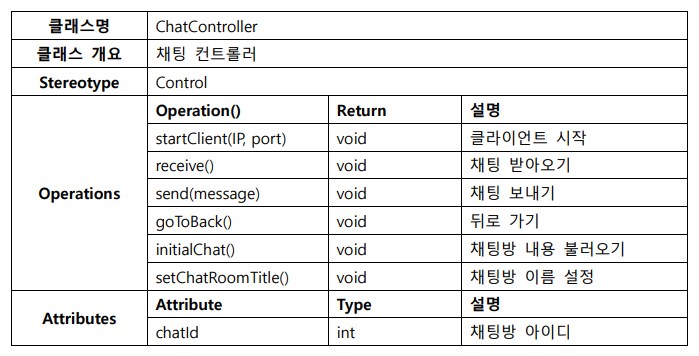 클래스명 ChatController
클래스 개요 채팅 컨트롤러
Stereotype Control
Operations
Operation() Return 설명
startClient(IP, port) void 클라이언트 시작
receive() void 채팅 받아오기
send(message) void 채팅 보내기
goToBack() void 뒤로 가기
initialChat() void 채팅방 내용 불러오기
setChatRoomTitle() void 채팅방 이름 설정
Attributes
Attribute Type 설명
chatId int 채팅방 아이디